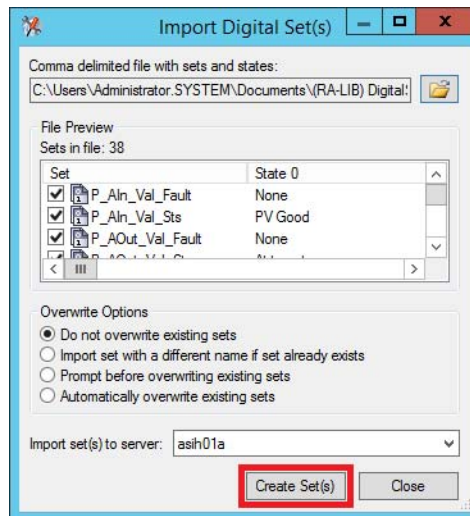 Import Digital Set(s)
Comma delimited file with sets and states:
C:\Users\Administrator.SYSTEM\Documents\(RA-LIB) Digital
File Preview
Sets in file: 38
Set State 0
P_AIn_Val_Fault None
P_AIn_Val_Sts PV Good
P_AOut_Val_Fault None
Overwrite Options
Do not overwrite existing sets
Import set with a different name if set already exists
Prompt before overwriting existing sets
Automatically overwrite existing sets
Import set(s) to server: asih01a
Create Set(s) Close